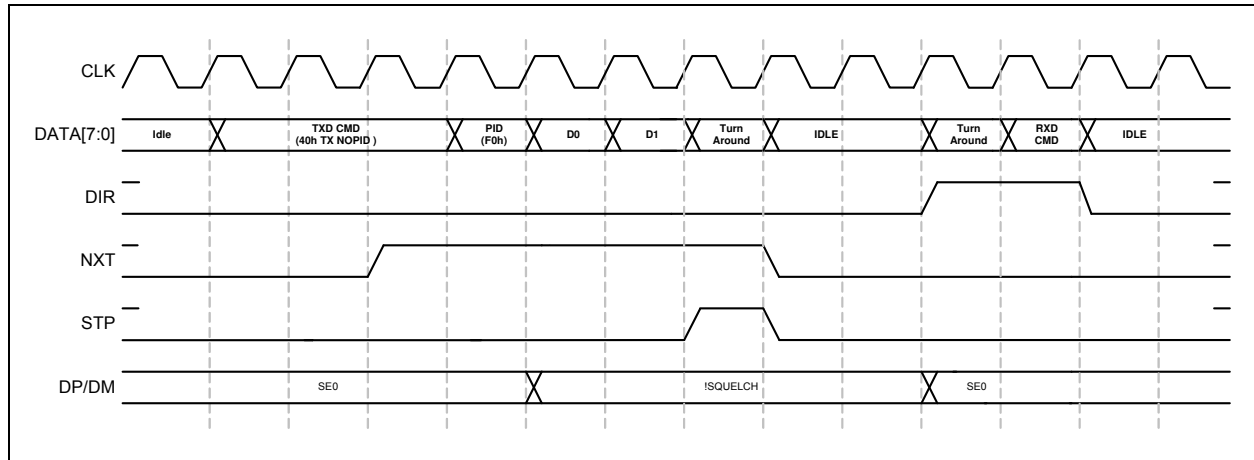 CLK
DATA[7:0]
Idle
TXD CMD
(40h TX NOPID )
PID
(F0h)
D0
D1
Turn
Around
IDLE
Turn
Around
RXD
CMD
IDLE
DIR
NXT
STP
DP/DM
SE0
!SQUELCH
SE0